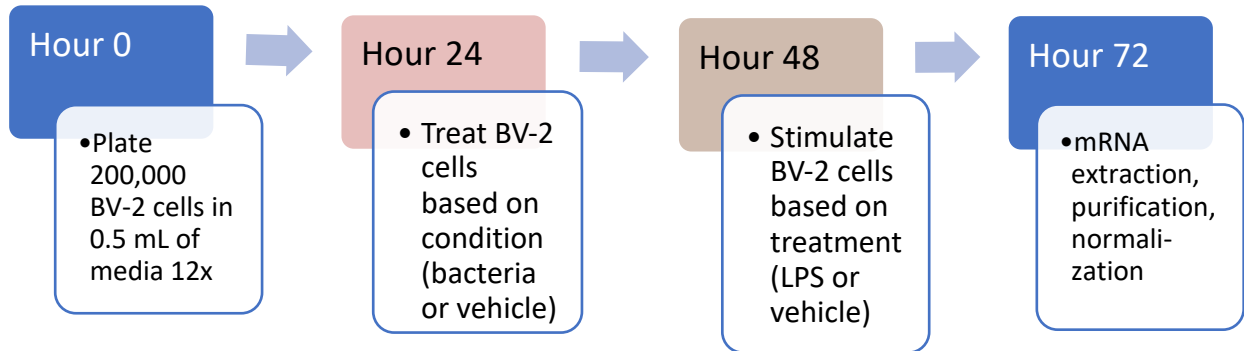 Hour 0
•Plate
200,000
BV-2 cells in
0.5 mL of
media 12x
Hour 24
• Treat BV-2
cells
based on
condition
(bacteria
or vehicle)
Hour 48
• Stimulate
BV-2 cells
based on
treatment
(LPS or
vehicle)
Hour 72
•mRNA
extraction,
purification,
normali-
zation